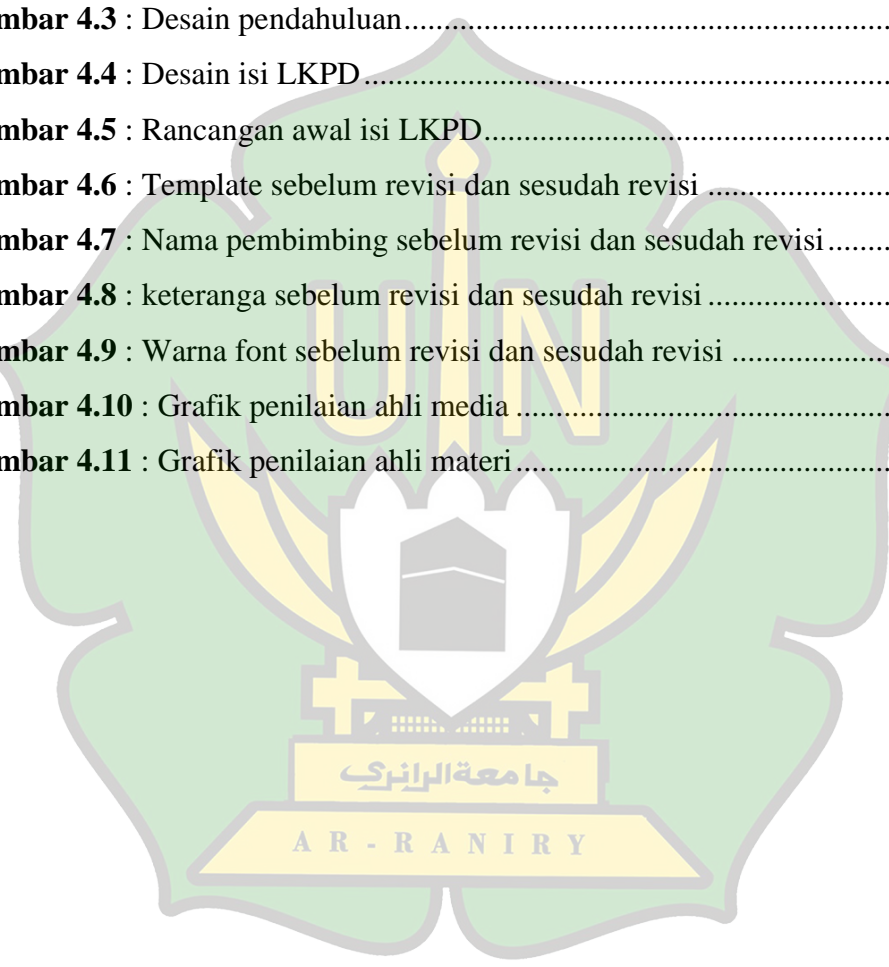 mbar 4.3 : Desain pendahuluan....................................................................
mbar 4.4 : Desain isi LKPD..........................................................................
mbar 4.5 : Rancangan awal isi LKPD.........................................................
mbar 4.6 : Template sebelum revisi dan sesudah revisi .........................
mbar 4.7 : Nama pembimbing sebelum revisi dan sesudah revisi.........
mbar 4.8 : keteranga sebelum revisi dan sesudah revisi.........................
mbar 4.9 : Warna font sebelum revisi dan sesudah revisi ......................
mbar 4.10 : Grafik penilaian ahli media ....................................................
mbar 4.11 : Grafik penilaian ahli materi....................................................
UIN
جامعة الرانري
AR-RANIRY